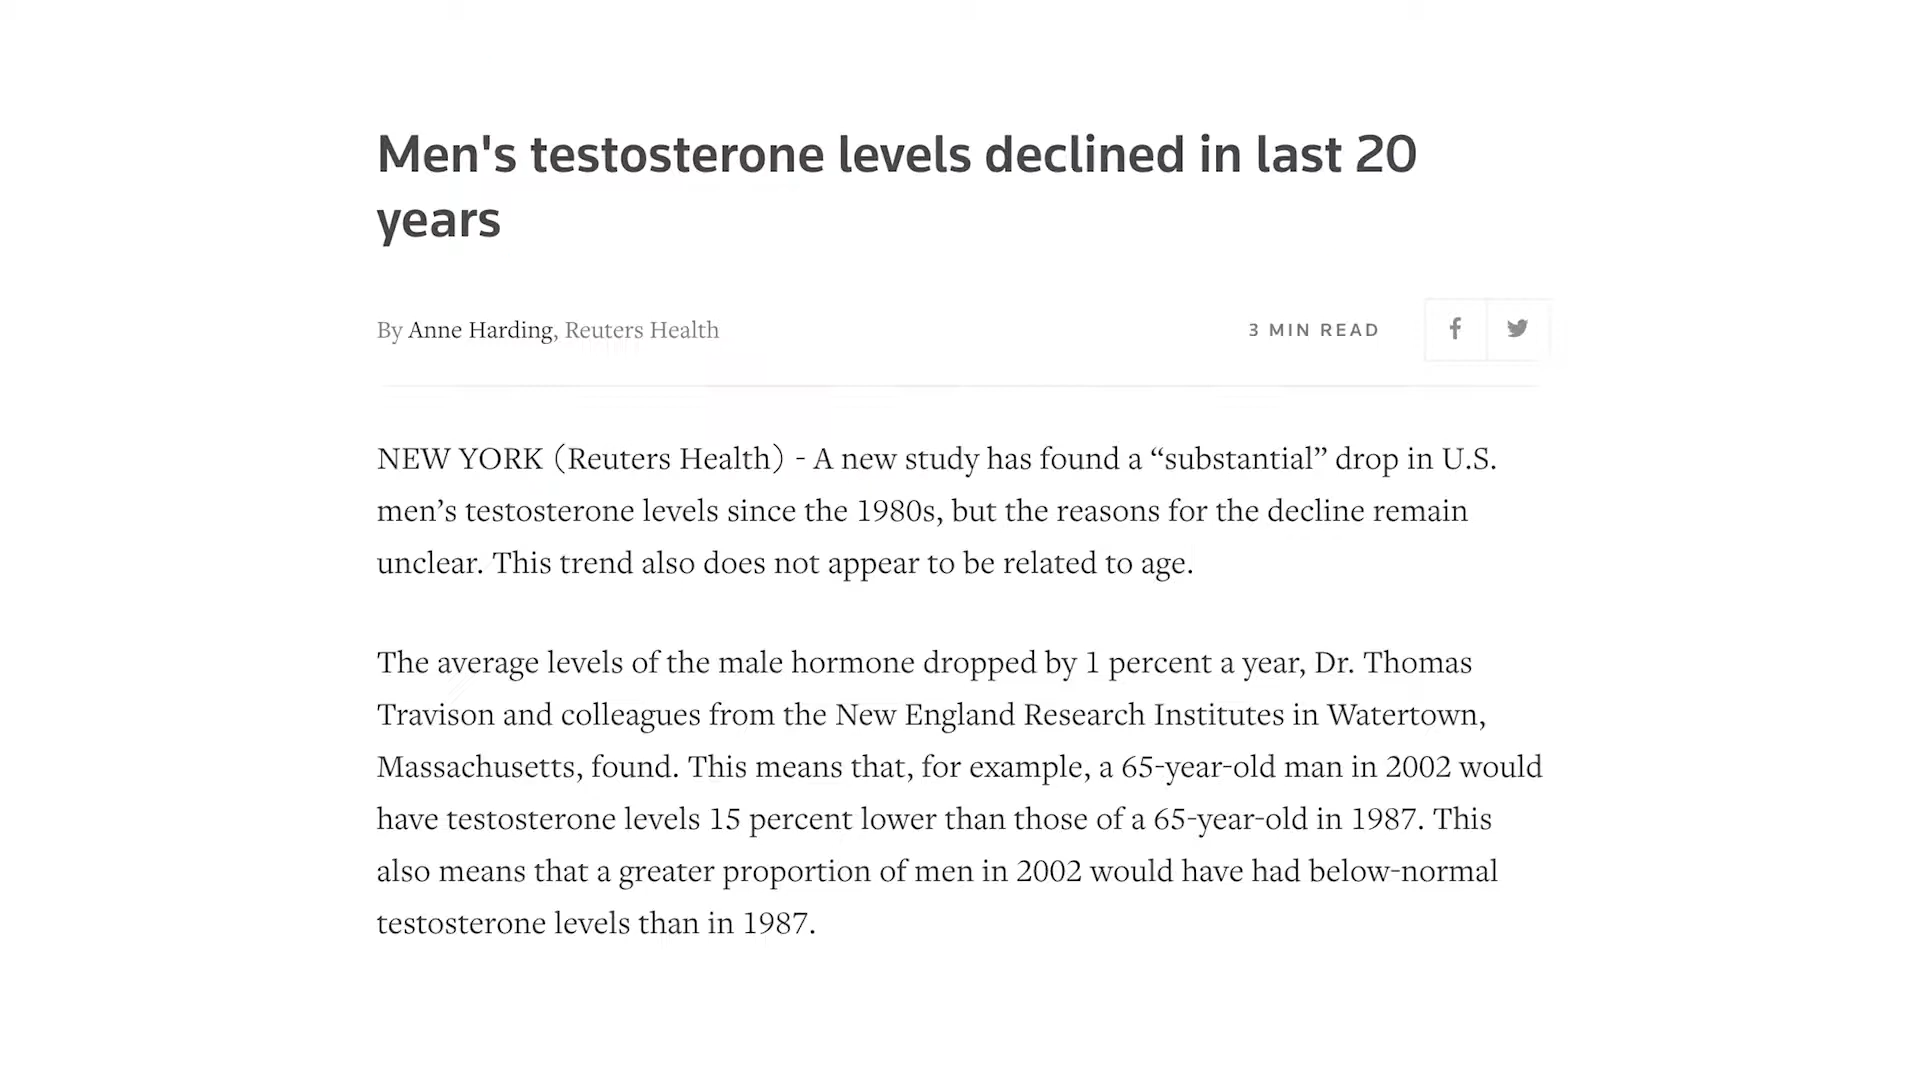 Men's testosterone levels declined in last 20
years
By Anne Harding, Reuters Health
3 MIN READ
NEW YORK (Reuters Health) - A new study has found a “substantial” drop in U.S.
men’s testosterone levels since the 1980s, but the reasons for the decline remain
unclear. This trend also does not appear to be related to age.
The average levels of the male hormone dropped by 1 percent a year, Dr. Thomas
Travison and colleagues from the New England Research Institutes in Watertown,
Massachusetts, found. This means that, for example, a 65-year-old man in 2002 would
have testosterone levels 15 percent lower than those of a 65-year-old in 1987. This
also means that a greater proportion of men in 2002 would have had below-normal
testosterone levels than in 1987.